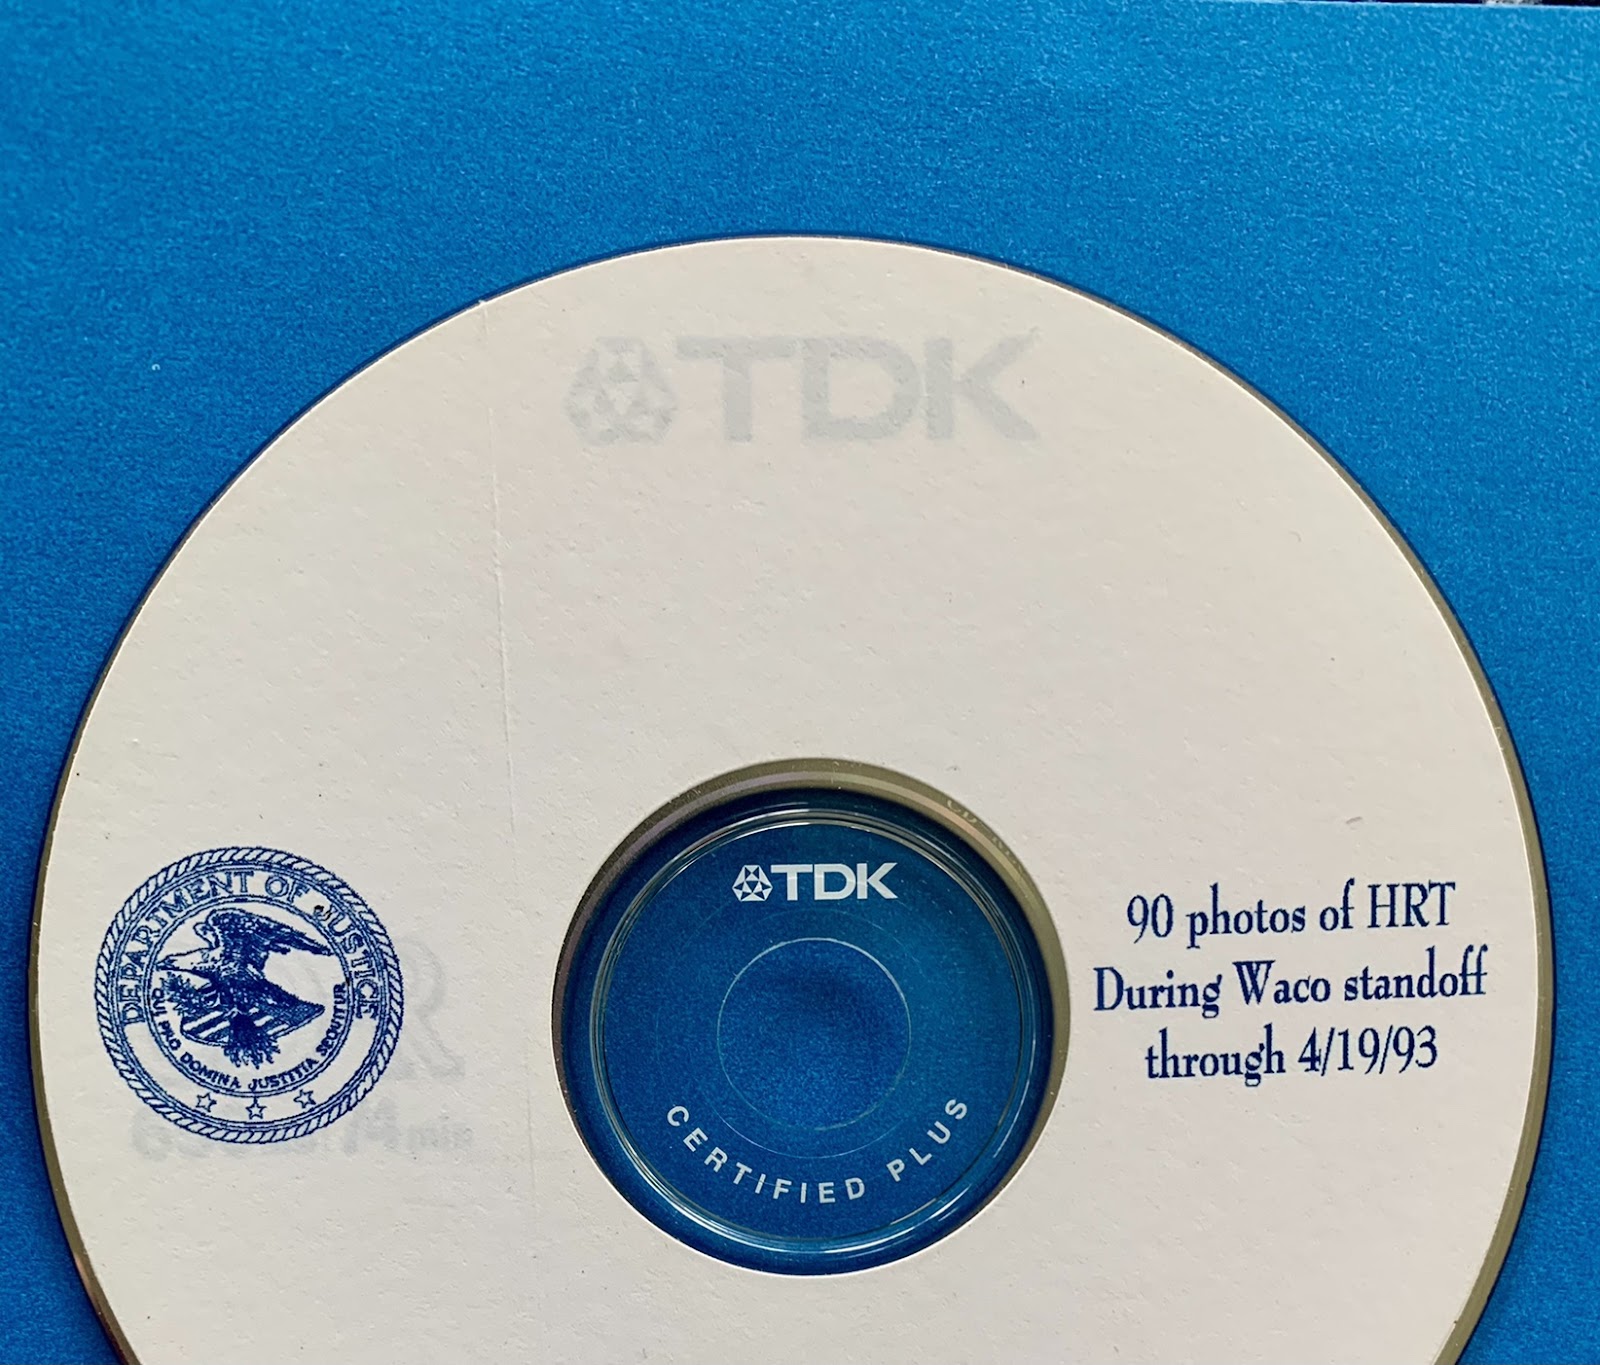 TDK
DEPARTMENT OF JUSTICE
QUI PRO DOMINA JUSTITIA SEQUITUR
TDK
CERTIFIED PLUS
90 photos of HRT
During Waco standoff
through 4/19/93